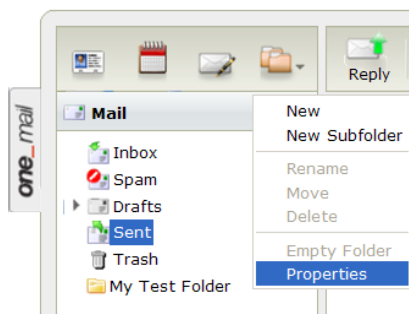 Reply
one_mail
Mail
Inbox
Spam
Drafts
Sent
Trash
My Test Folder
New
New Subfolder
Rename
Move
Delete
Empty Folder
Properties